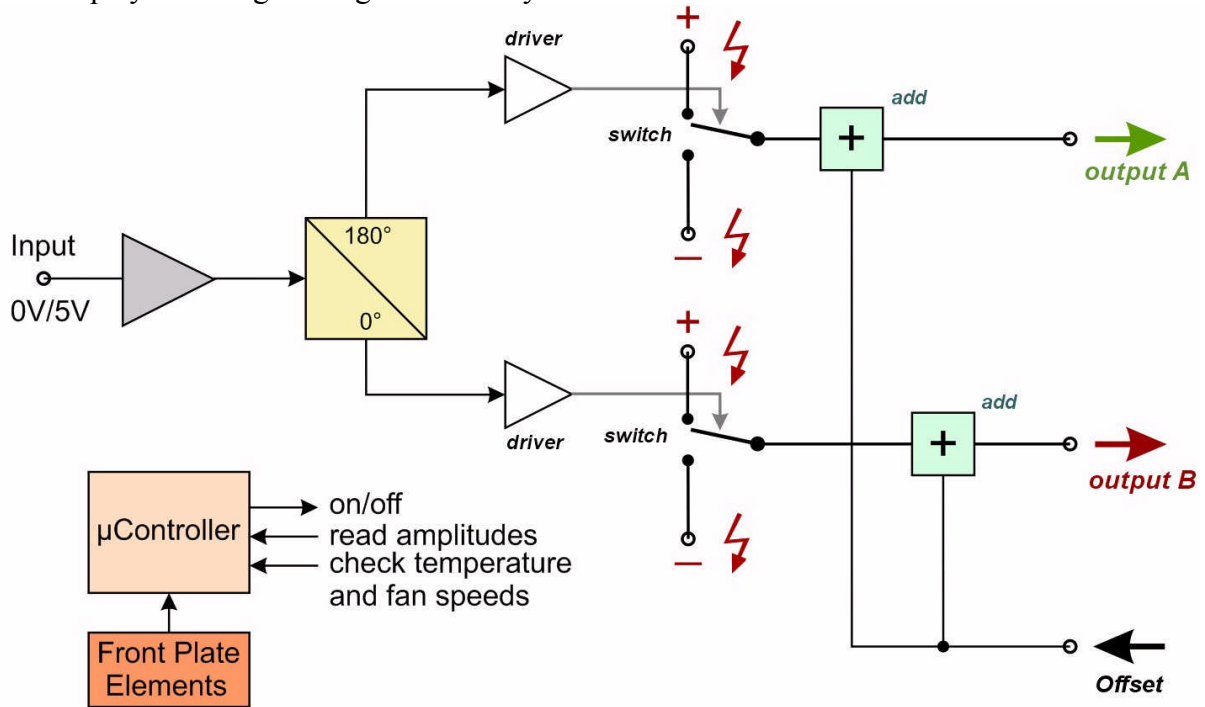 driver
+
add
switch
+
output A
−
180°
Input
0V/5V
0°
+
add
switch
+
driver
output B
−
µController
on/off
read amplitudes
check temperature
and fan speeds
Front Plate
Elements
Offset